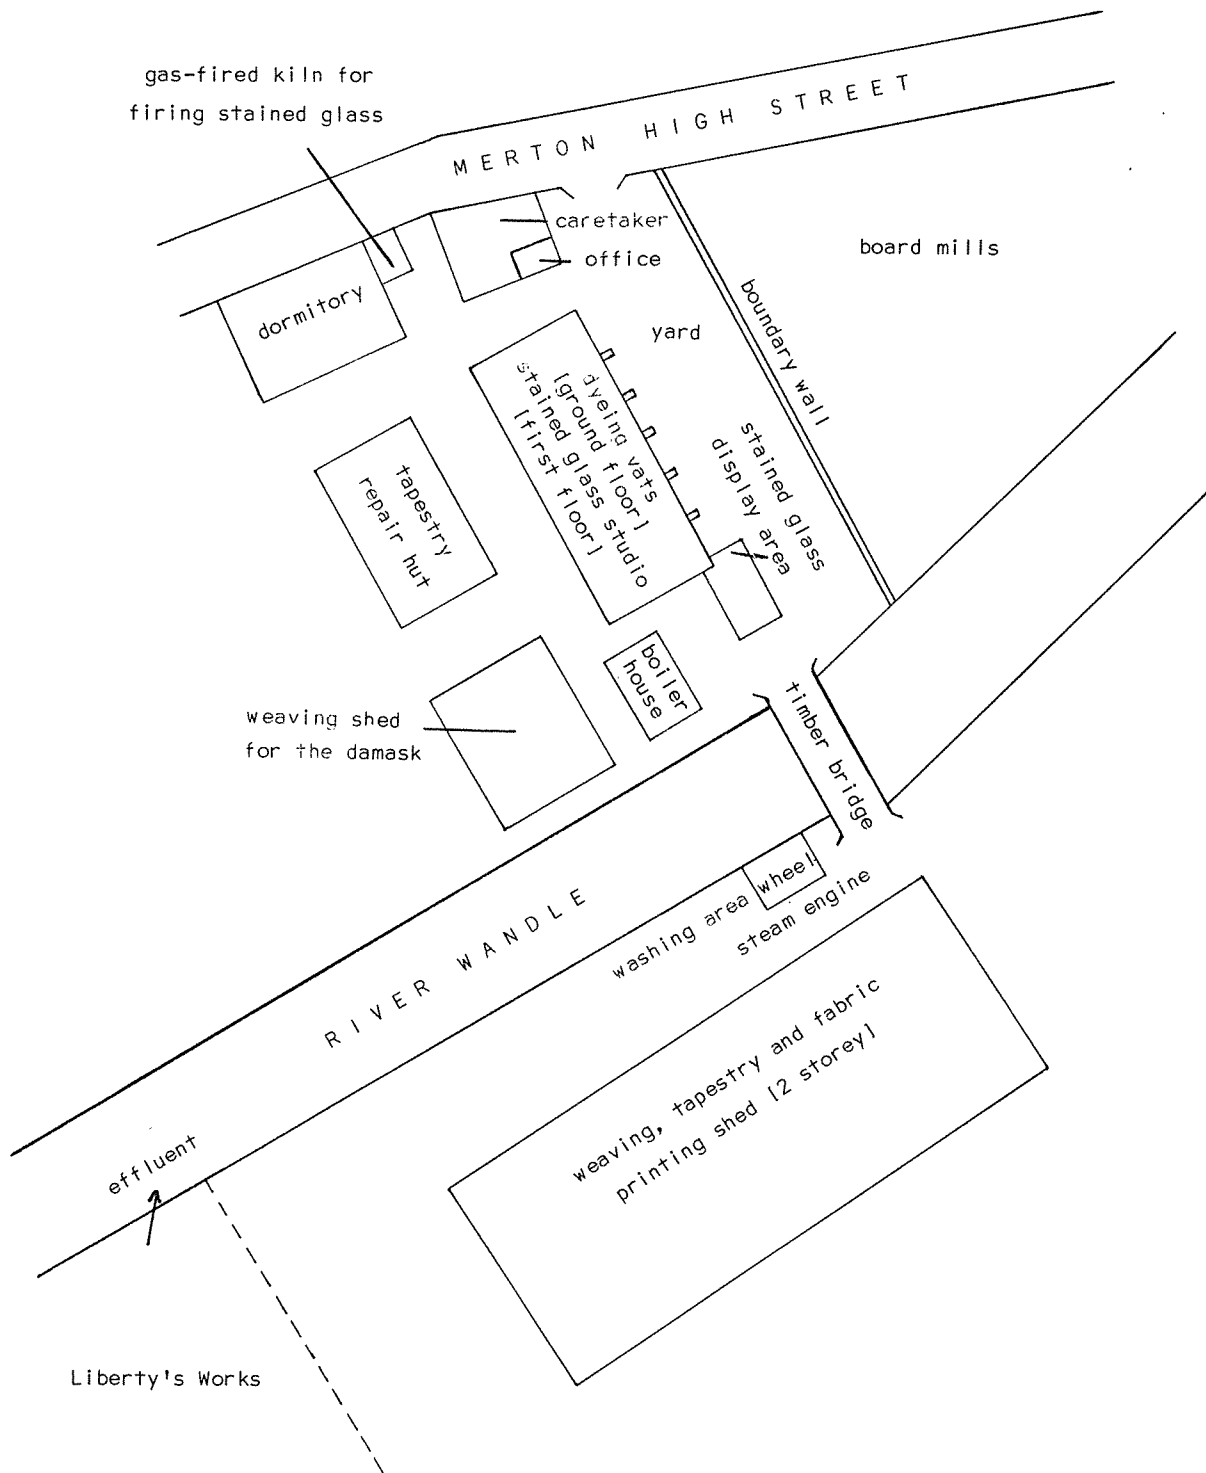 gas-fired kiln for
firing stained glass
MERTON HIGH STREET
caretaker
office
board mills
dormitory
yard
boundary wall
dyeing vats
[ground floor]
stained glass studio
[first floor]
stained glass
display area
tapestry
repair hut
boiler
house
timber bridge
weaving shed
for the damask
wheel
RIVER WANDLE
washing area
steam engine
weaving, tapestry and fabric
printing shed [2 storey]
effluent
Liberty's Works